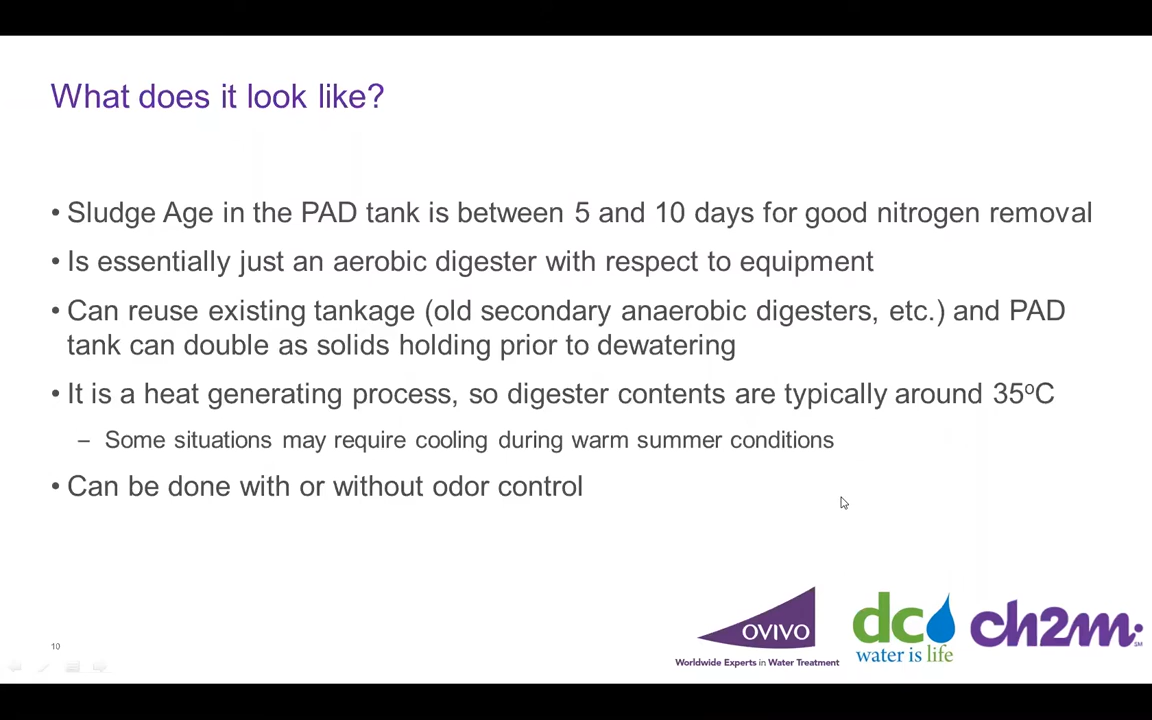 What does it look like?
• Sludge Age in the PAD tank is between 5 and 10 days for good nitrogen removal
• Is essentially just an aerobic digester with respect to equipment
• Can reuse existing tankage (old secondary anaerobic digesters, etc.) and PAD
tank can double as solids holding prior to dewatering
• It is a heat generating process, so digester contents are typically around 35ºC
– Some situations may require cooling during warm summer conditions
• Can be done with or without odor control
10
OVIVO
Worldwide Experts in Water Treatment
dc
water is life
ch2m
SM